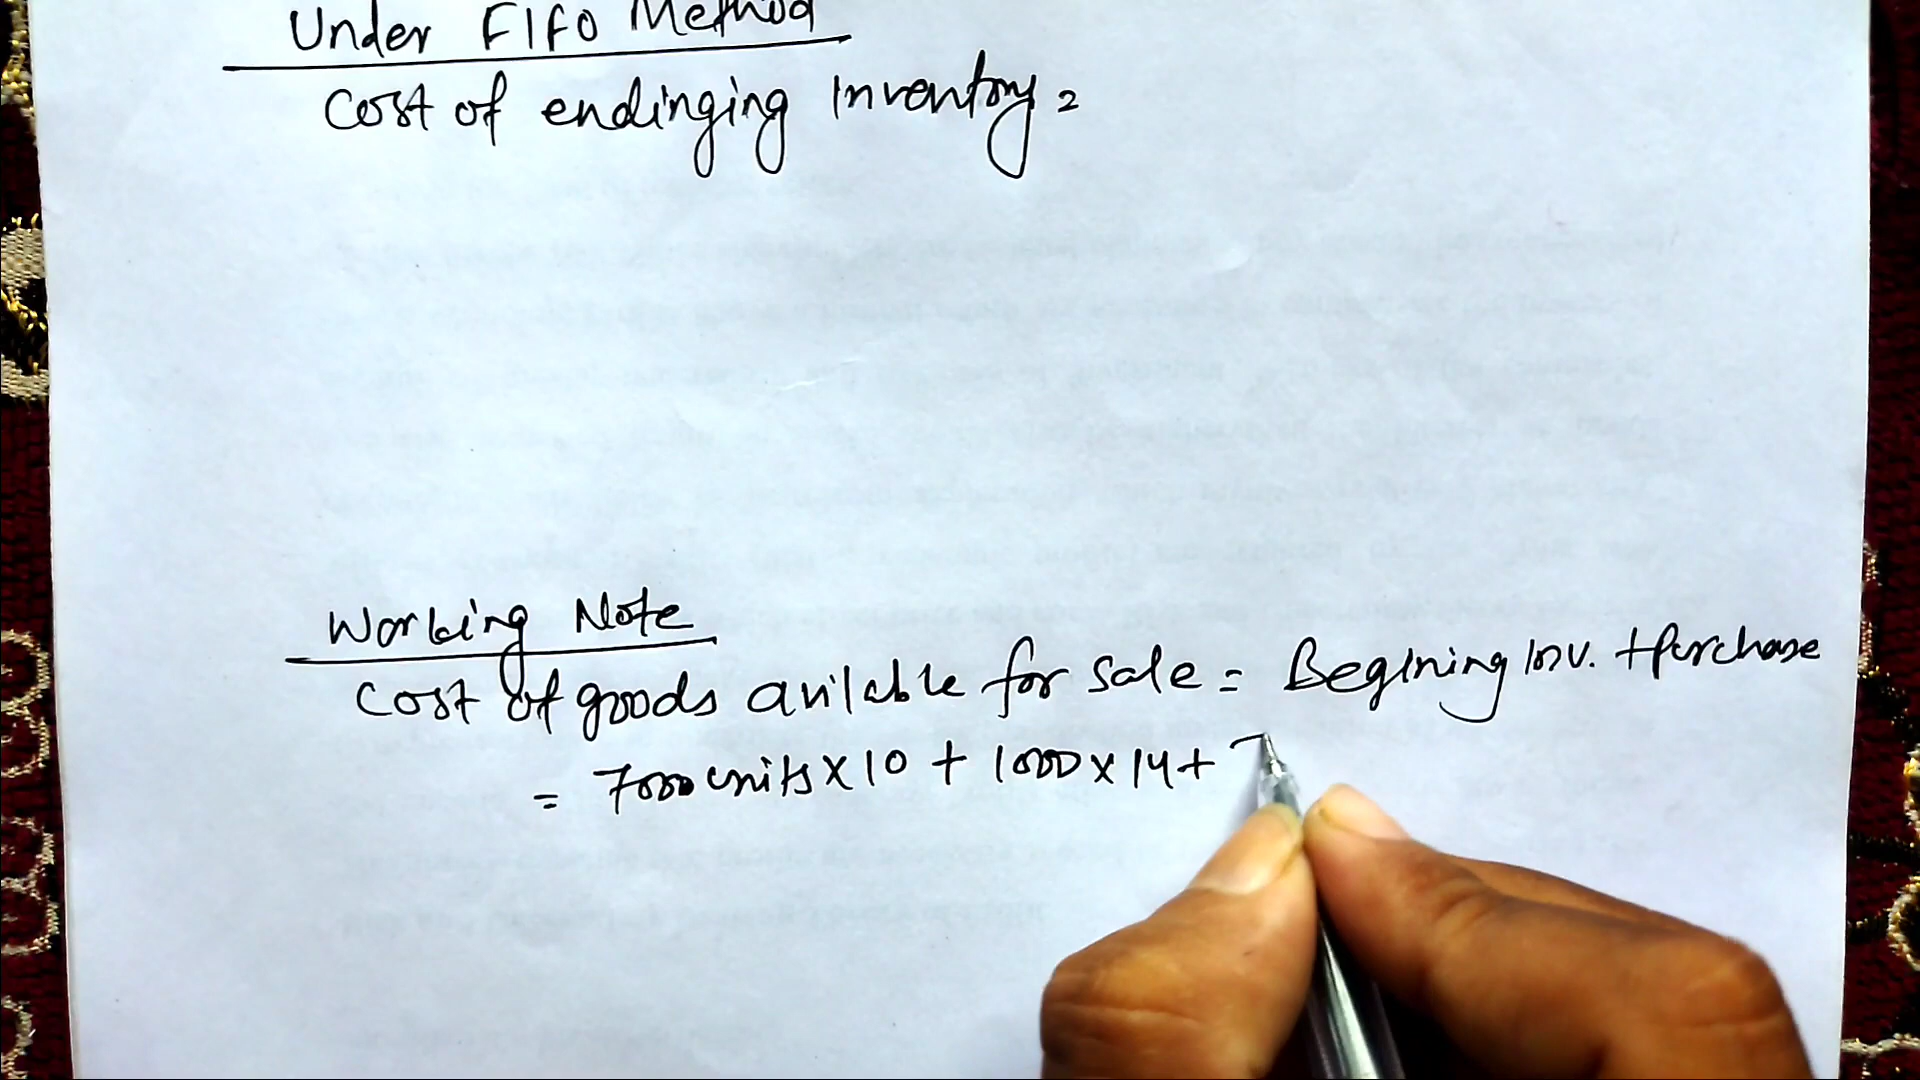 Under FIFO Method
Cost of endinging Inventory =
Working Note
Cost of goods avilable for sale = Begining Inv. + Purchase
= 7000 units x 10 + 1000 x 14 +